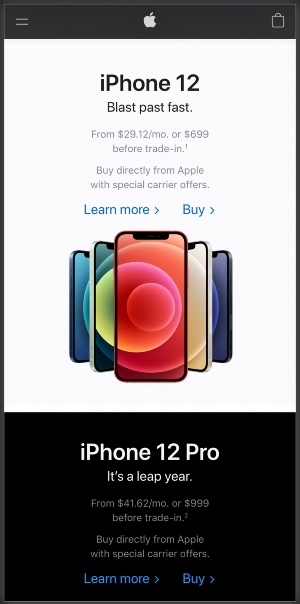 iPhone 12
Blast past fast.
From $29.12/mo. or $699
before trade-in.¹
Buy directly from Apple
with special carrier offers.
Learn more > Buy >
iPhone 12 Pro
It's a leap year.
From $41.62/mo. or $999
before trade-in.²
Buy directly from Apple
with special carrier offers.
Learn more > Buy >